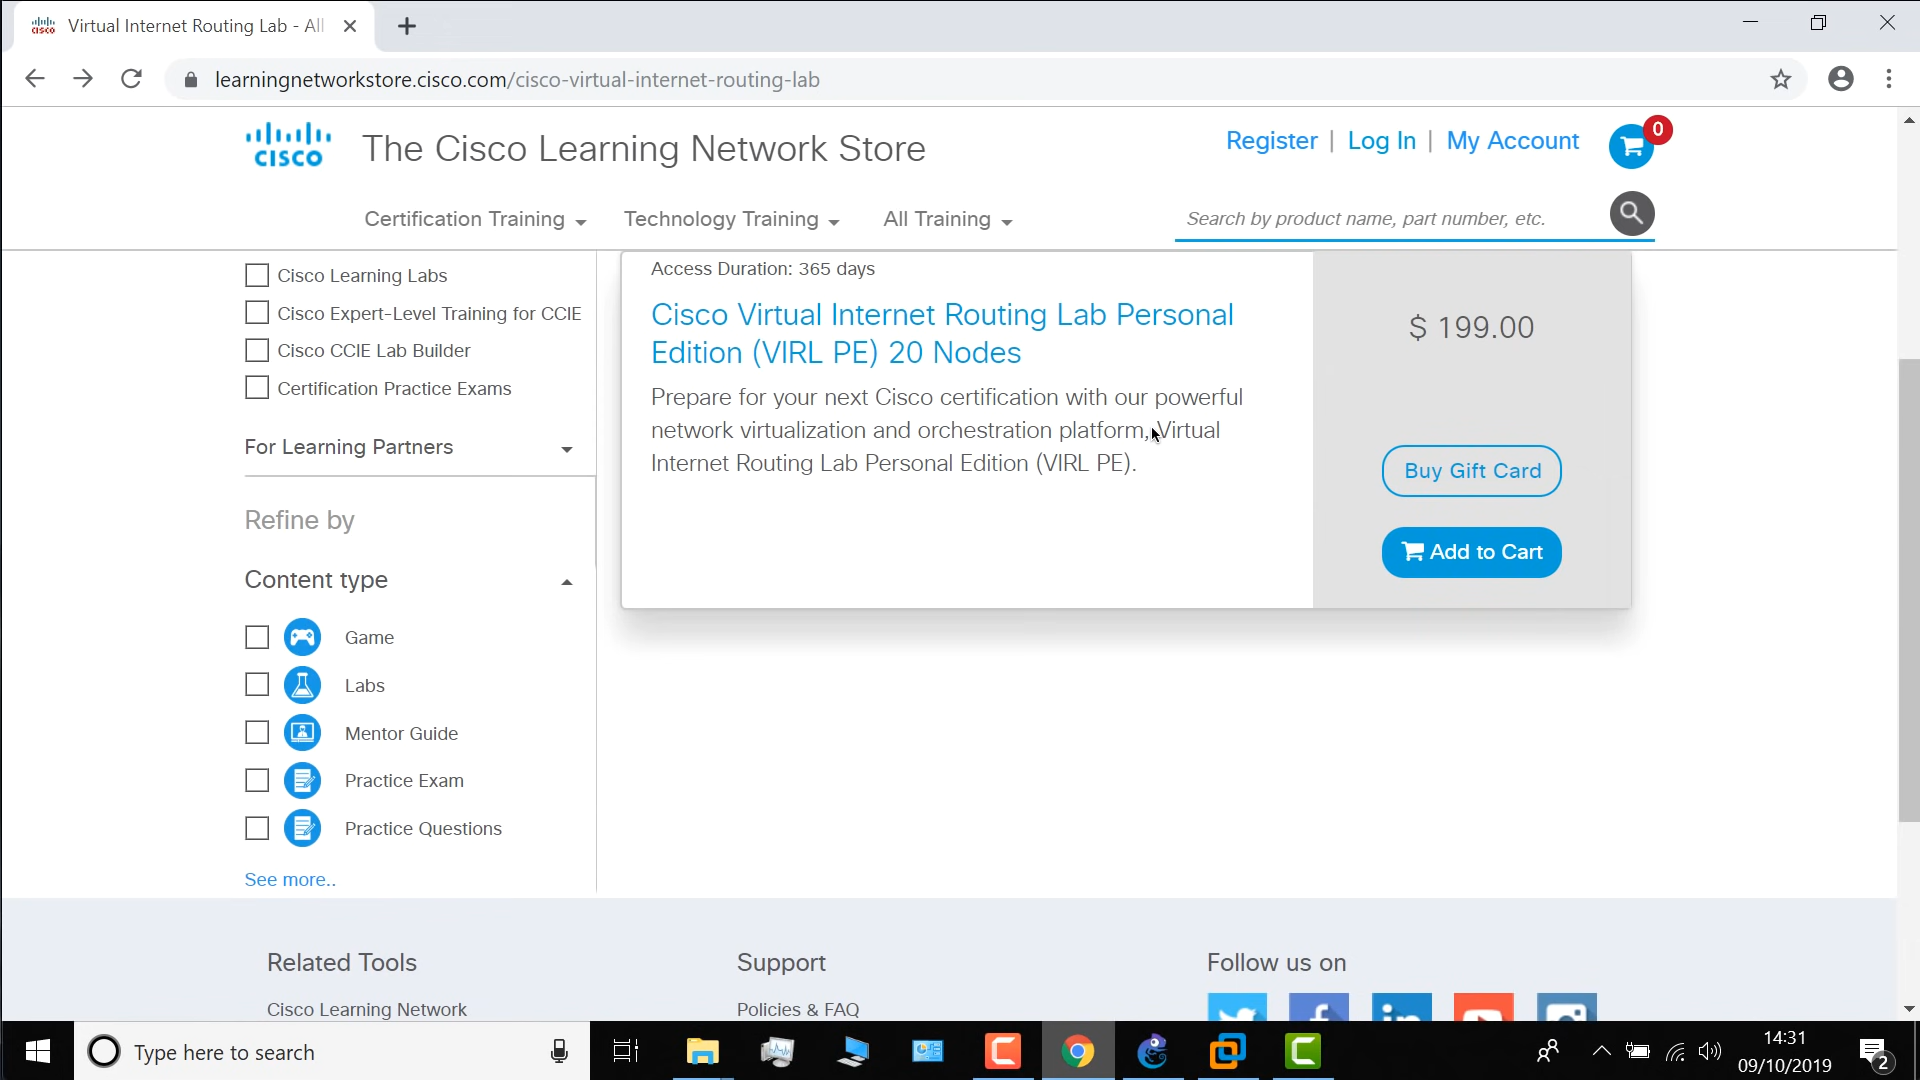 Virtual Internet Routing Lab - All
learningnetworkstore.cisco.com/cisco-virtual-internet-routing-lab
CISCO
The Cisco Learning Network Store
Register | Log In | My Account
0
Certification Training
Technology Training
All Training
Search by product name, part number, etc.
Cisco Learning Labs
Cisco Expert-Level Training for CCIE
Cisco CCIE Lab Builder
Certification Practice Exams
For Learning Partners
Refine by
Content type
Game
Labs
Mentor Guide
Practice Exam
Practice Questions
See more..
Access Duration: 365 days
Cisco Virtual Internet Routing Lab Personal
Edition (VIRL PE) 20 Nodes
Prepare for your next Cisco certification with our powerful
network virtualization and orchestration platform, Virtual
Internet Routing Lab Personal Edition (VIRL PE).
$ 199.00
Buy Gift Card
Add to Cart
Related Tools
Cisco Learning Network
Support
Policies & FAQ
Follow us on
Type here to search
14:31
09/10/2019
2